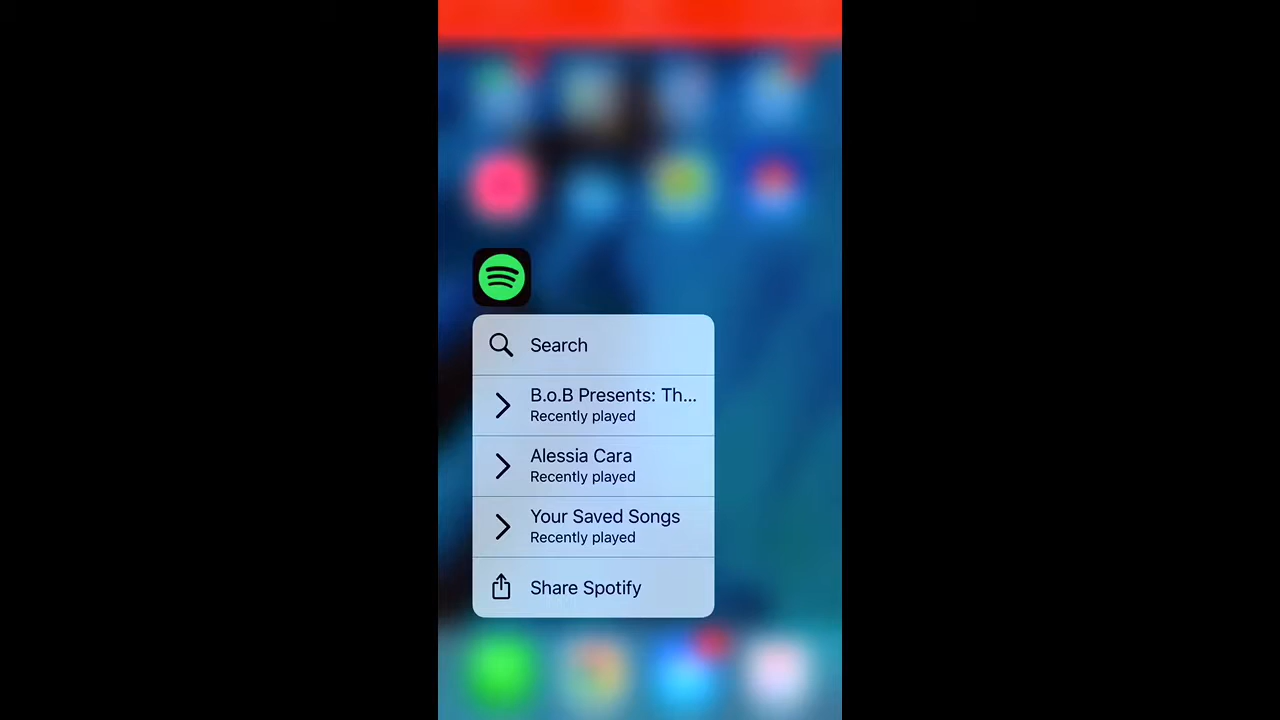 Search
B.o.B Presents: Th...
Recently played
Alessia Cara
Recently played
Your Saved Songs
Recently played
Share Spotify